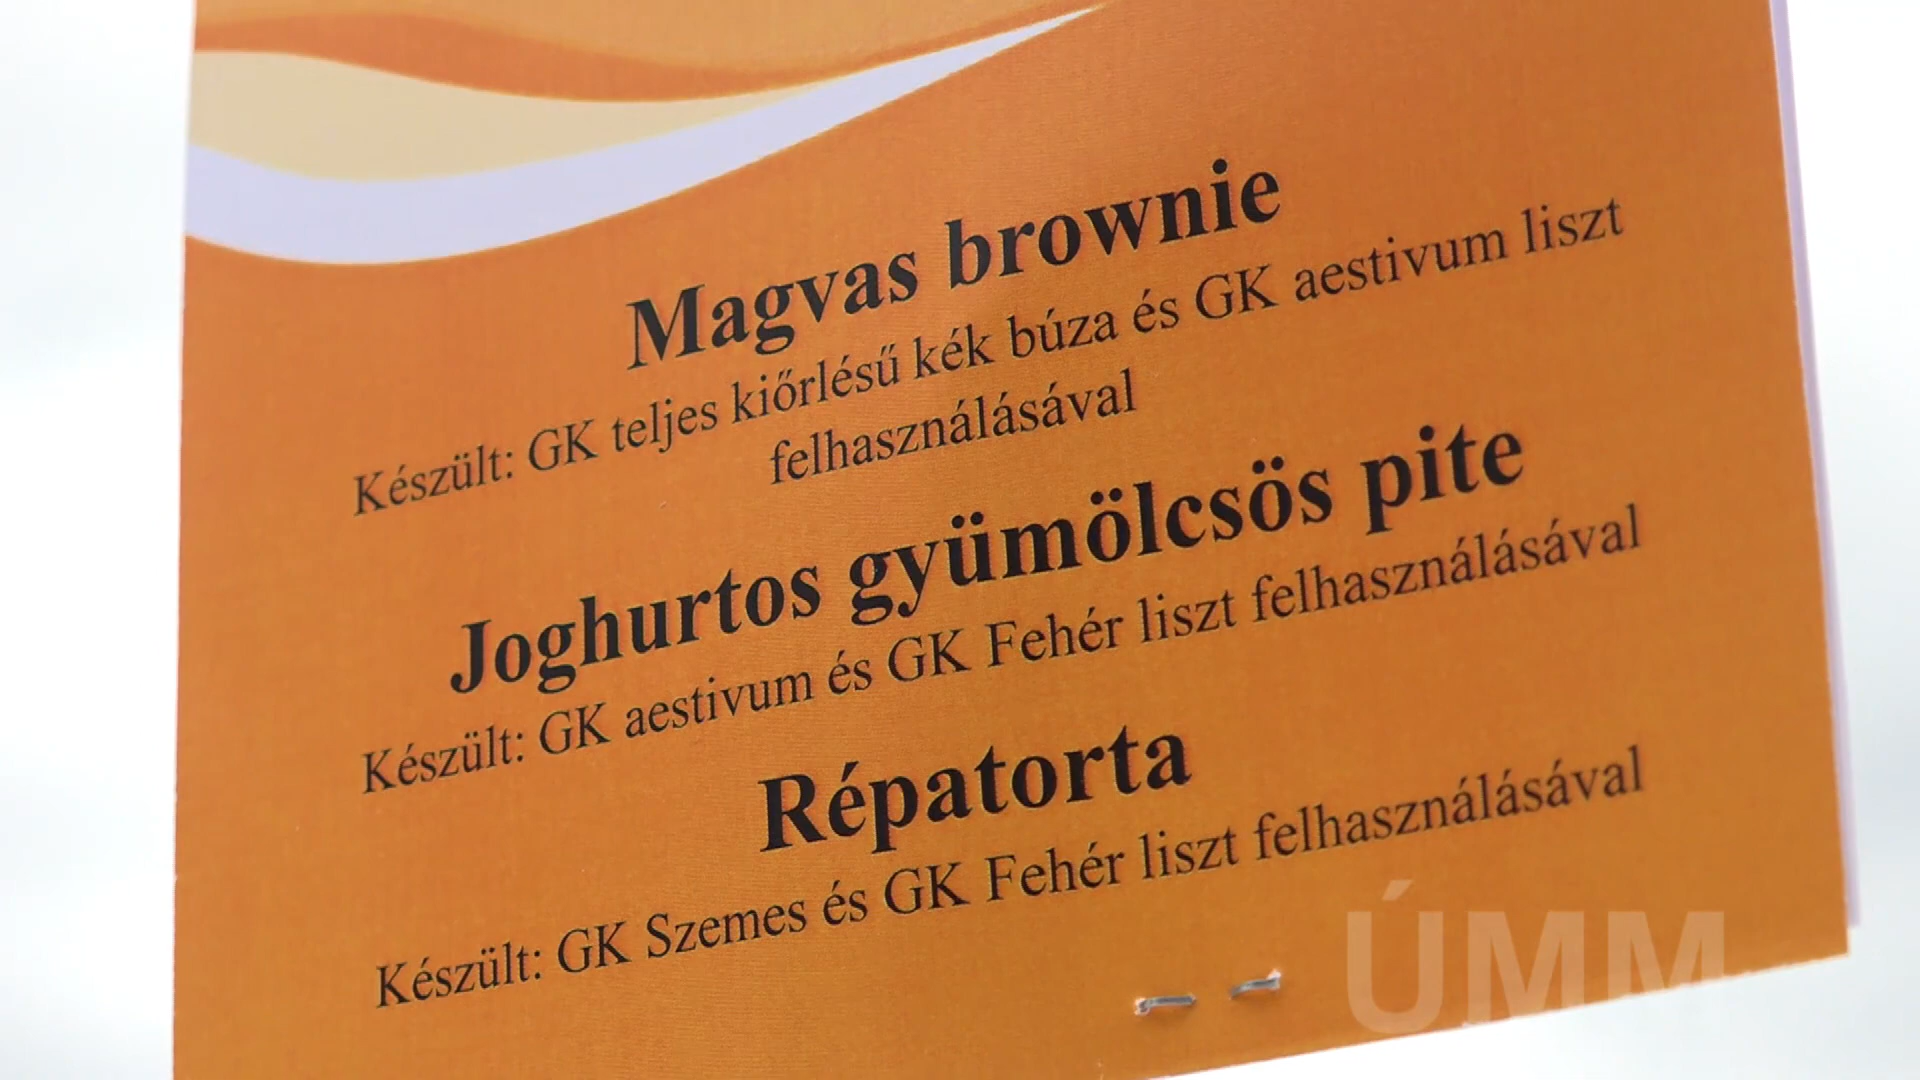 Magvas brownie
Készült: GK teljes kiőrlésű kék búza és GK aestivum liszt
felhasználásával
Joghurtos gyümölcsös pite
Készült: GK aestivum és GK Fehér liszt felhasználásával
Répatorta
Készült: GK Szemes és GK Fehér liszt felhasználásával
ÚMM